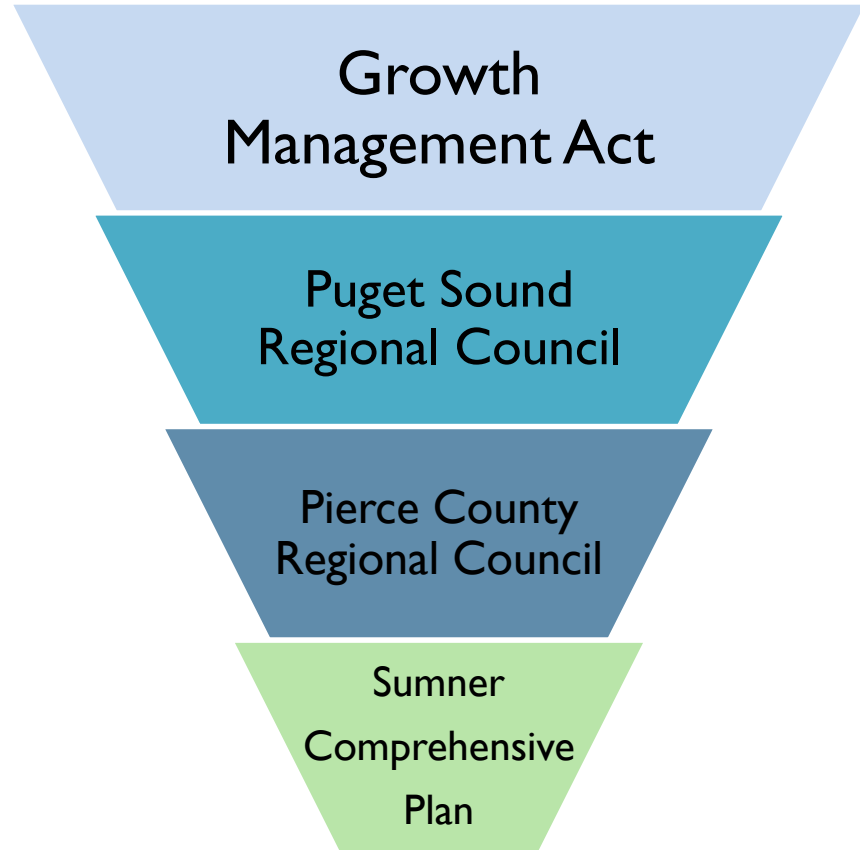 Growth
Management Act
Puget Sound
Regional Council
Pierce County
Regional Council
Sumner
Comprehensive
Plan